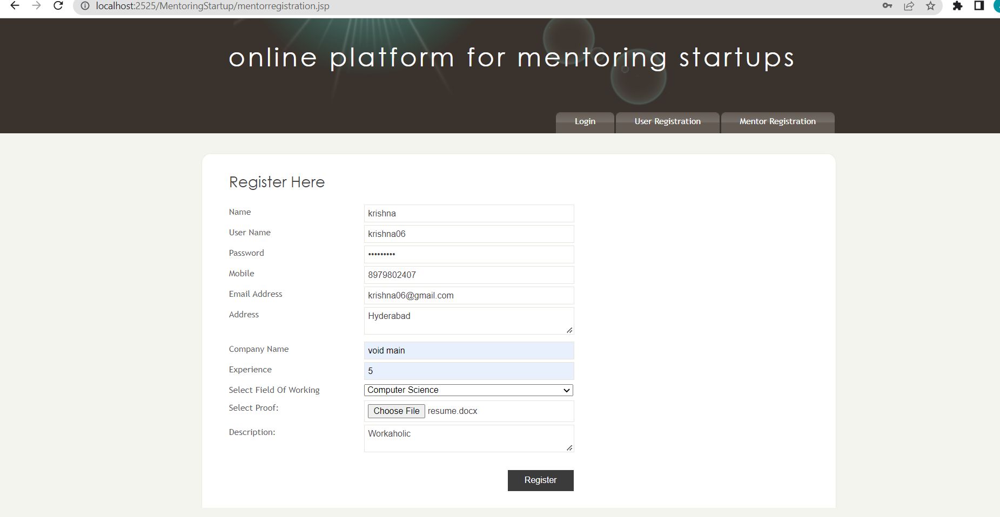 localhost:2525/MentoringStartup/mentorregistration.jsp
online platform for mentoring startups
Login User Registration Mentor Registration
Register Here
Name krishna
User Name krishna06
Password •••••••••
Mobile 8979802407
Email Address krishna06@gmail.com
Address Hyderabad
Company Name void main
Experience 5
Select Field Of Working Computer Science
Select Proof: Choose File resume.docx
Description: Workaholic
Register